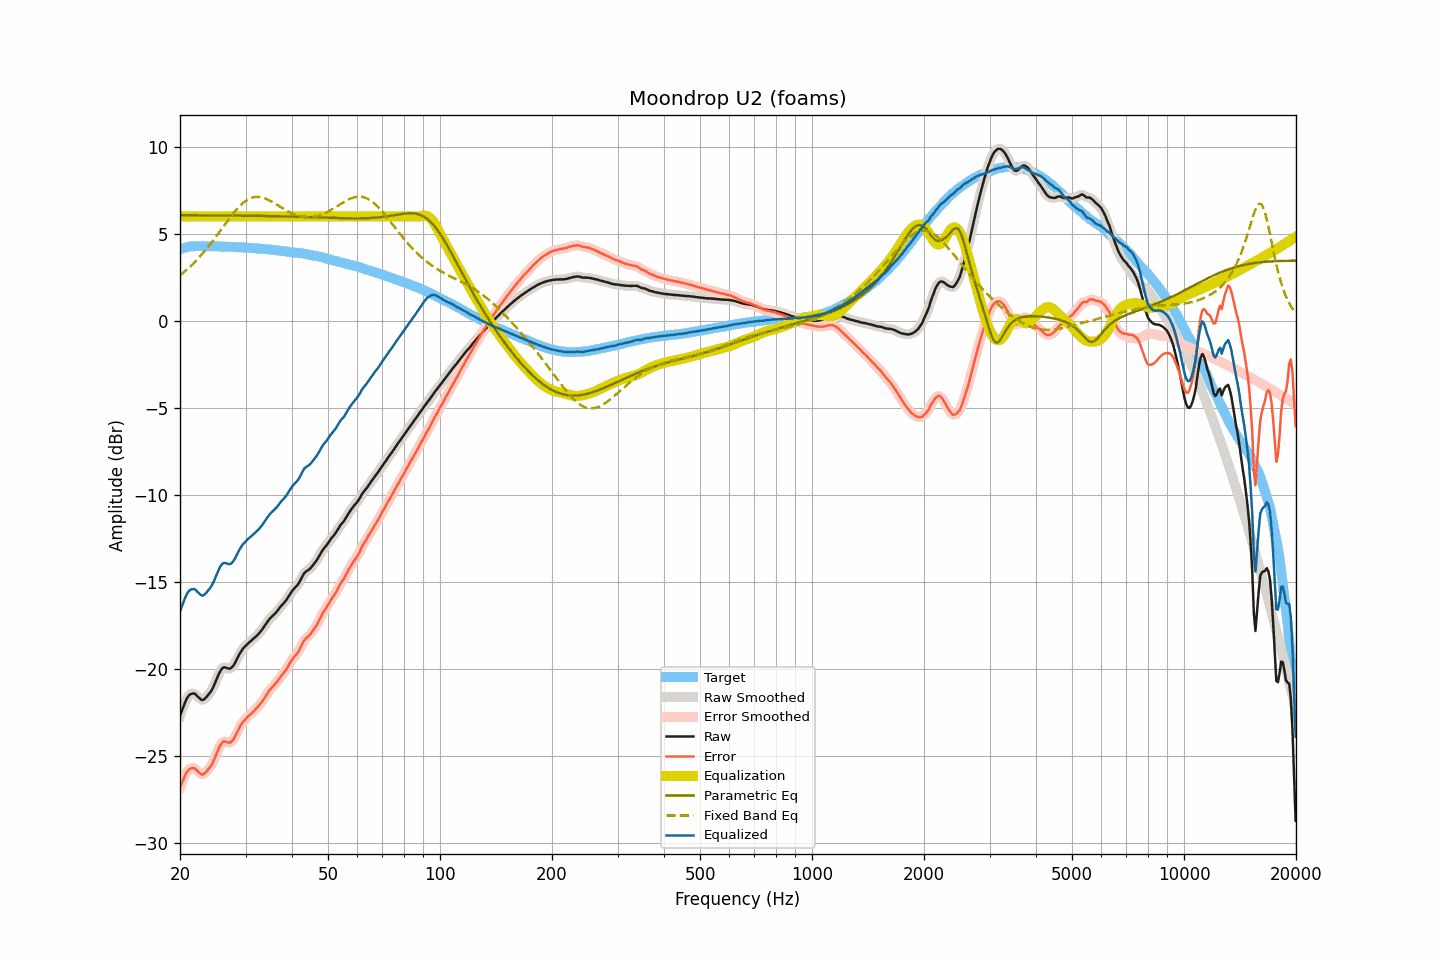 Moondrop U2 (foams)
10
5
0
−5
−10
−15
−20
−25
−30
Amplitude (dBr)
Target
Raw Smoothed
Error Smoothed
Raw
Error
Equalization
Parametric Eq
Fixed Band Eq
Equalized
20 50 100 200 500 1000 2000 5000 10000 20000
Frequency (Hz)